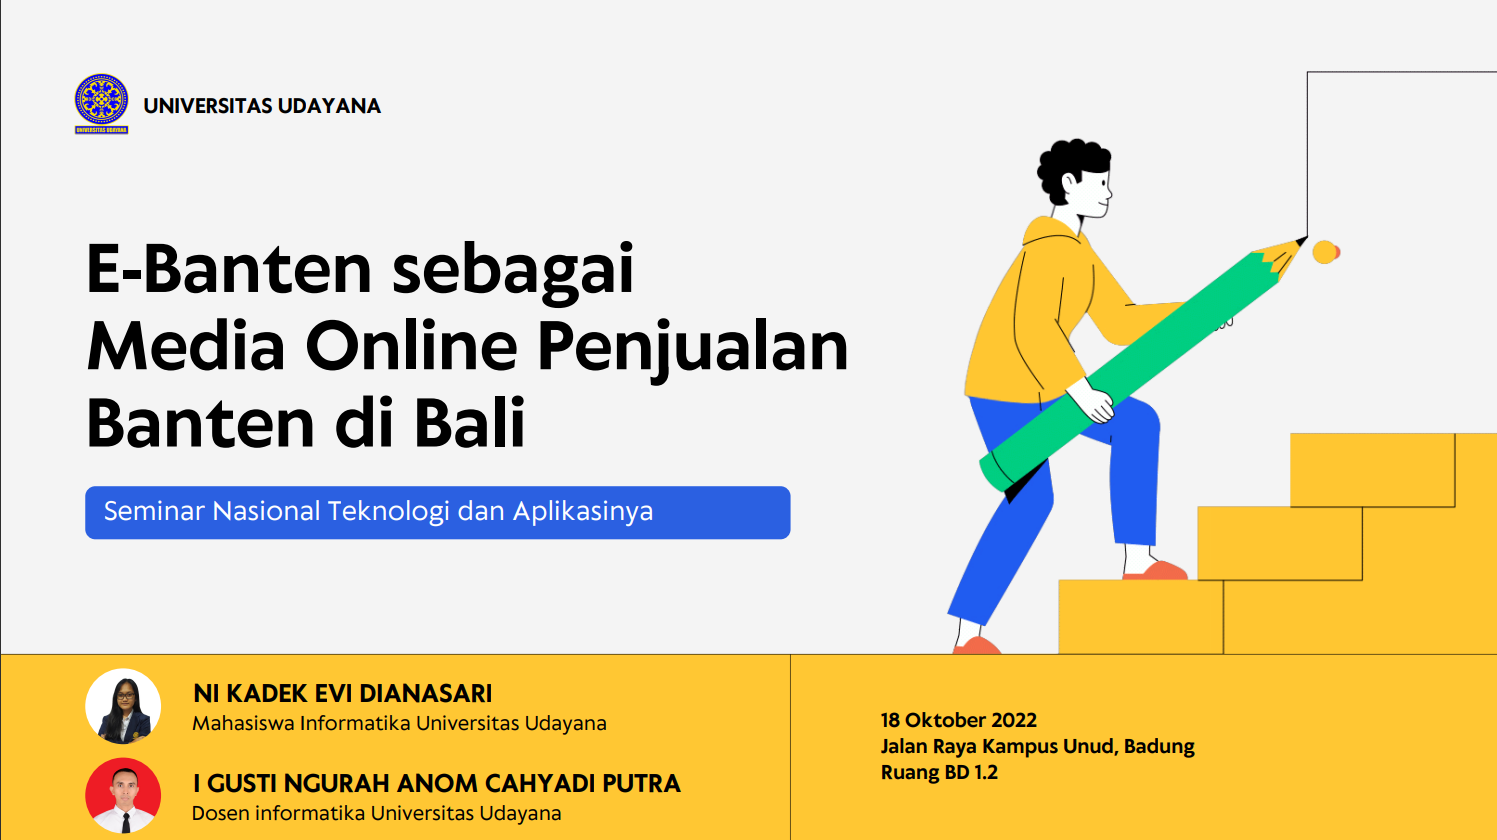 UNIVERSITAS UDAYANA
UNIVERSITAS UDAYANA
E-Banten sebagai
Media Online Penjualan
Banten di Bali
Seminar Nasional Teknologi dan Aplikasinya
NI KADEK EVI DIANASARI
Mahasiswa Informatika Universitas Udayana
I GUSTI NGURAH ANOM CAHYADI PUTRA
Dosen informatika Universitas Udayana
18 Oktober 2022
Jalan Raya Kampus Unud, Badung
Ruang BD 1.2